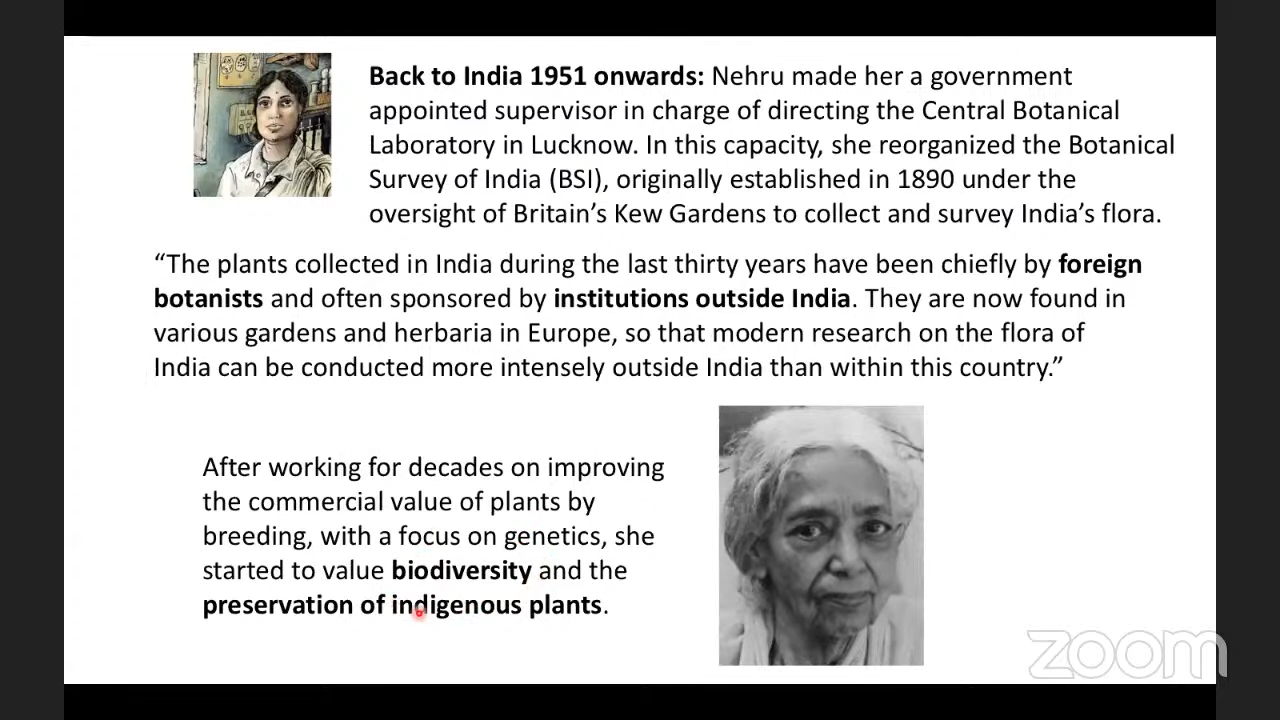 Back to India 1951 onwards: Nehru made her a government
appointed supervisor in charge of directing the Central Botanical
Laboratory in Lucknow. In this capacity, she reorganized the Botanical
Survey of India (BSI), originally established in 1890 under the
oversight of Britain’s Kew Gardens to collect and survey India’s flora.
“The plants collected in India during the last thirty years have been chiefly by foreign
botanists and often sponsored by institutions outside India. They are now found in
various gardens and herbaria in Europe, so that modern research on the flora of
India can be conducted more intensely outside India than within this country.”
After working for decades on improving
the commercial value of plants by
breeding, with a focus on genetics, she
started to value biodiversity and the
preservation of indigenous plants.
zoom